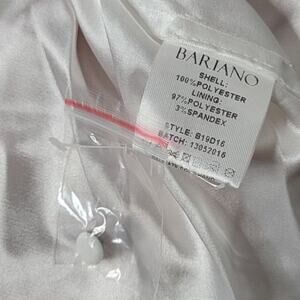 BARIANO
SHELL:
100%POLYESTER
LINING:
97%POLYESTER
3%SPANDEX
STYLE: B19D16
BATCH: 13052016